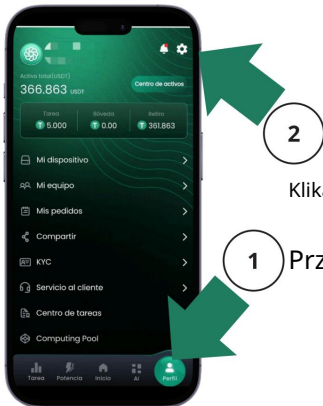 Activo total(USDT)
366.863 USDT
Centro de activos
Tarea Bóveda Retiro
5.000 0.00 361.863
Mi dispositivo
Mi equipo
Mis pedidos
Compartir
KYC
Servicio al cliente
Centro de tareas
Computing Pool
Tarea Potencia Inicio AI Perfil
2
Klika
1 Prz